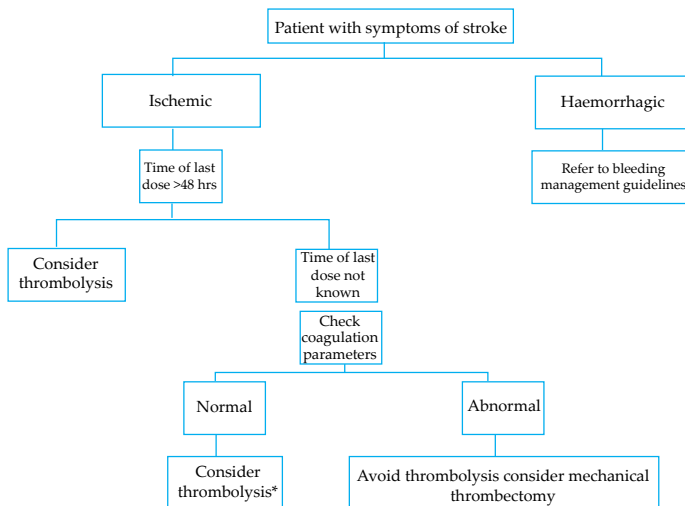 Patient with symptoms of stroke
Ischemic
Haemorrhagic
Time of last
dose >48 hrs
Refer to bleeding
management guidelines
Consider
thrombolysis
Time of last
dose not
known
Check
coagulation
parameters
Normal
Abnormal
Consider
thrombolysis*
Avoid thrombolysis consider mechanical
thrombectomy